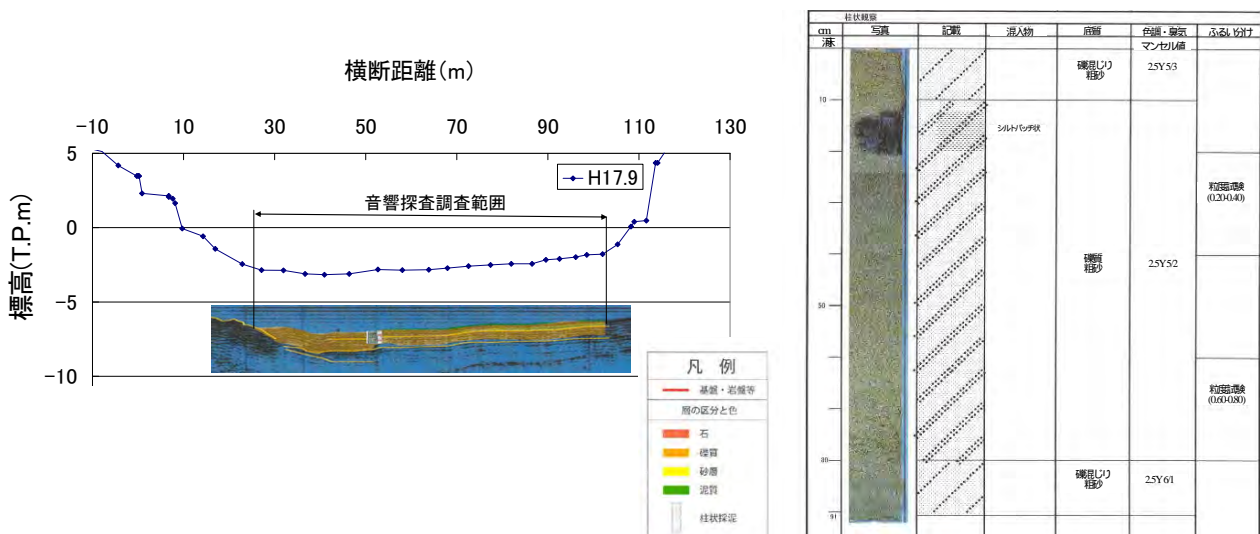 横断距離(m)
-10 10 30 50 70 90 110 130
標高(T.P.m)
5
0
-5
-10
H17.9
音響探査調査範囲
凡 例
基盤・岩盤等
層の区分と色
石
礫質
砂層
泥質
柱状採泥
柱状観察
cm 写真 記載 混入物 底質 色調・臭気 ふるい分け
マンセル値
礫混じり
粗砂
2.5Y5/3
10
シルトパッチ状
粒度試験
(0.20-0.40)
礫質
粗砂
2.5Y5/2
50
粒度試験
(0.60-0.80)
80
礫混じり
粗砂
2.5Y6/1
91